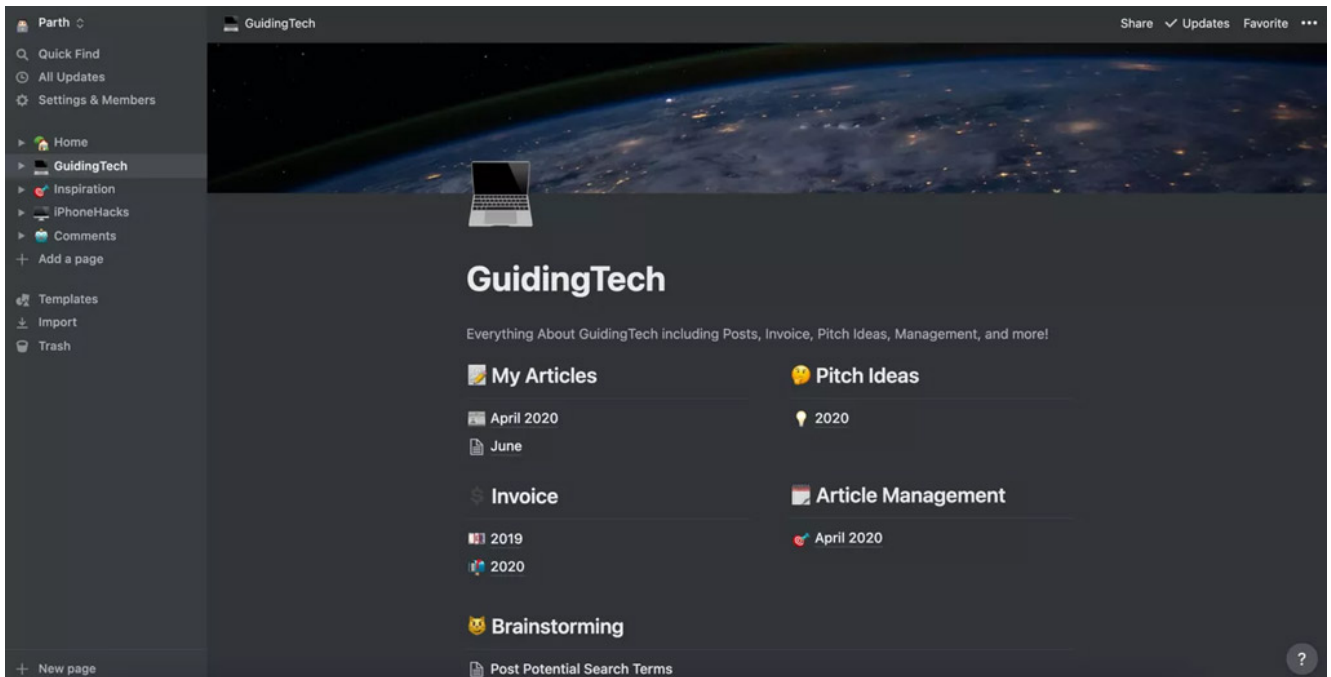 Parth
Quick Find
All Updates
Settings & Members
Home
GuidingTech
Inspiration
iPhoneHacks
Comments
Add a page
Templates
Import
Trash
New page
GuidingTech
Share ✓ Updates Favorite •••
GuidingTech
Everything About GuidingTech including Posts, Invoice, Pitch Ideas, Management, and more!
My Articles
April 2020
June
Pitch Ideas
2020
$ Invoice
2019
2020
Article Management
April 2020
Brainstorming
Post Potential Search Terms
?